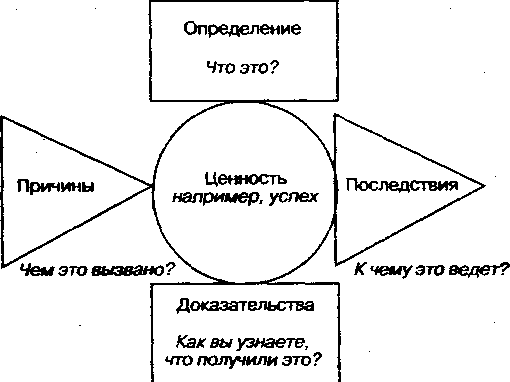 Определение
Что это?
Причины
Ценность
например, успех
Последствия
Чем это вызвано?
К чему это ведет?
Доказательства
Как вы узнаете,
что получили это?